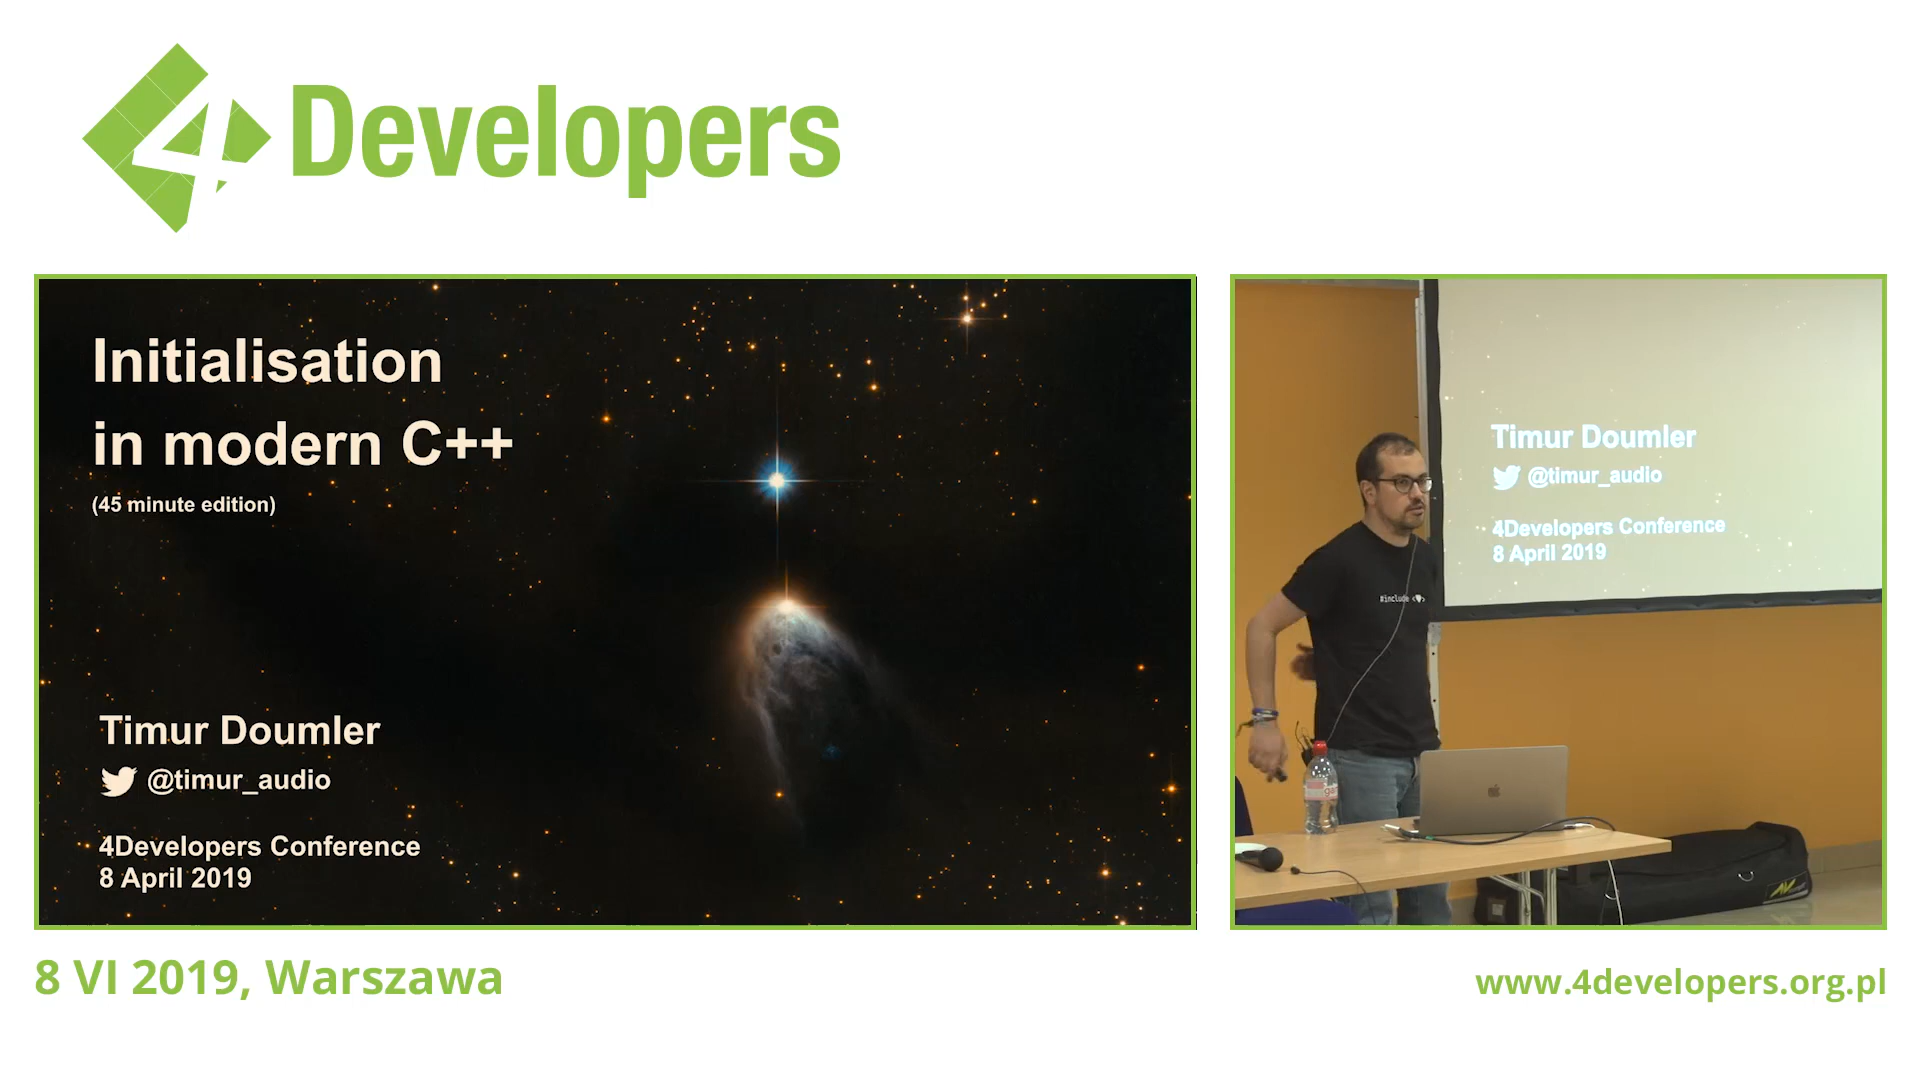 4Developers
Initialisation
in modern C++
(45 minute edition)
Timur Doumler
@timur_audio
4Developers Conference
8 April 2019
Timur Doumler
@timur_audio
4Developers Conference
8 April 2019
#include <
8 VI 2019, Warszawa
www.4developers.org.pl